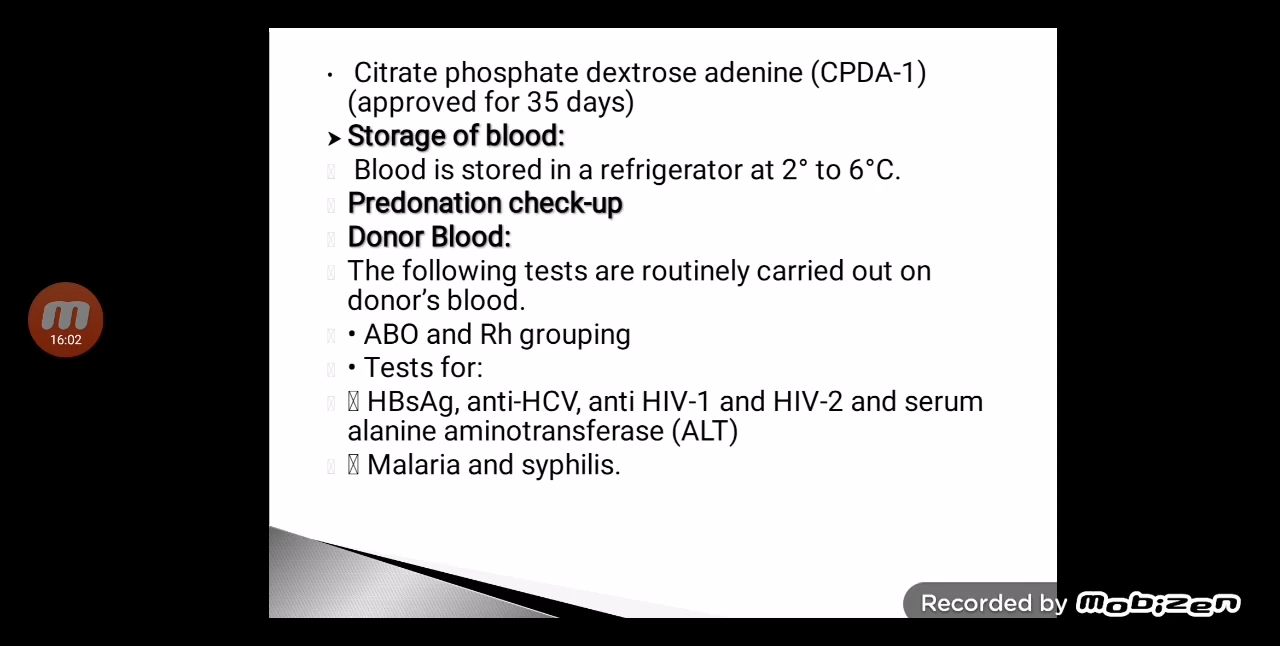 • Citrate phosphate dextrose adenine (CPDA-1)
(approved for 35 days)
➤ Storage of blood:
Blood is stored in a refrigerator at 2° to 6°C.
Predonation check-up
Donor Blood:
The following tests are routinely carried out on
donor’s blood.
• ABO and Rh grouping
• Tests for:
HBsAg, anti-HCV, anti HIV-1 and HIV-2 and serum
alanine aminotransferase (ALT)
Malaria and syphilis.
m
16:02
Recorded by mobizen